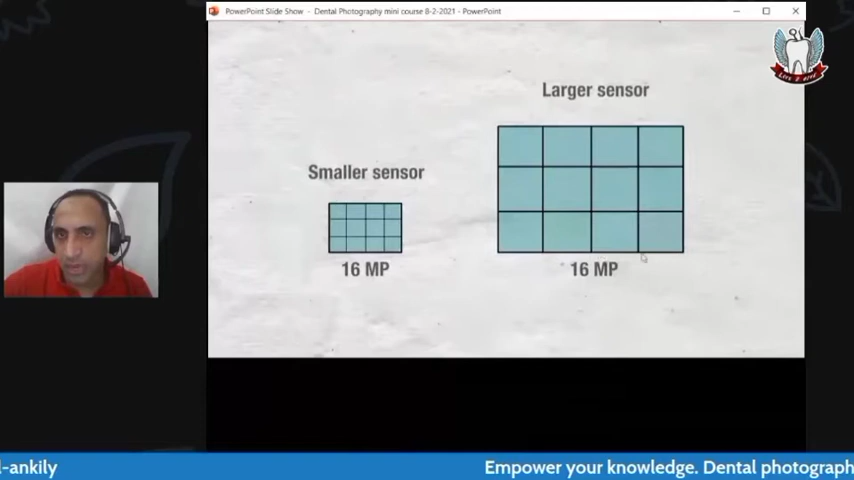 PowerPoint Slide Show - Dental Photography mini course 8-2-2021 - PowerPoint
Larger sensor
Smaller sensor
16 MP
16 MP
l-ankily
Empower your knowledge. Dental photograph